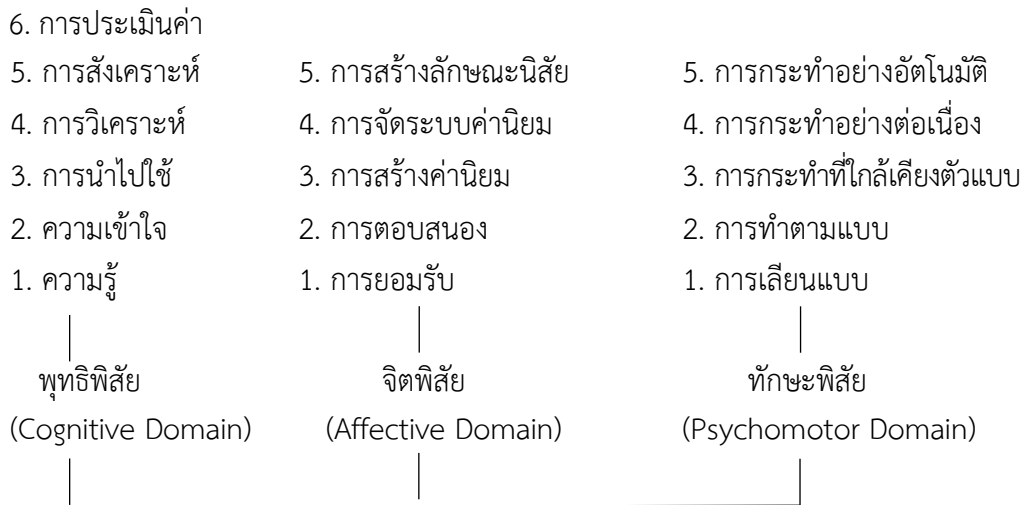 6. การประเมินค่า
5. การสังเคราะห์ 5. การสร้างลักษณะนิสัย 5. การกระทำอย่างอัตโนมัติ
4. การวิเคราะห์ 4. การจัดระบบค่านิยม 4. การกระทำอย่างต่อเนื่อง
3. การนำไปใช้ 3. การสร้างค่านิยม 3. การกระทำที่ใกล้เคียงตัวแบบ
2. ความเข้าใจ 2. การตอบสนอง 2. การทำตามแบบ
1. ความรู้ 1. การยอมรับ 1. การเลียนแบบ
พุทธิพิสัย จิตพิสัย ทักษะพิสัย
(Cognitive Domain) (Affective Domain) (Psychomotor Domain)